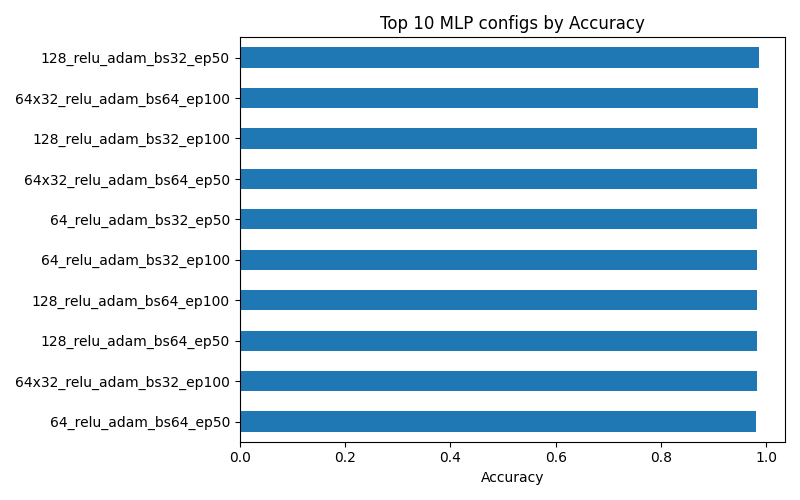 Top 10 MLP configs by Accuracy
128_relu_adam_bs32_ep50
64x32_relu_adam_bs64_ep100
128_relu_adam_bs32_ep100
64x32_relu_adam_bs64_ep50
64_relu_adam_bs32_ep50
64_relu_adam_bs32_ep100
128_relu_adam_bs64_ep100
128_relu_adam_bs64_ep50
64x32_relu_adam_bs32_ep100
64_relu_adam_bs64_ep50
0.0 0.2 0.4 0.6 0.8 1.0
Accuracy